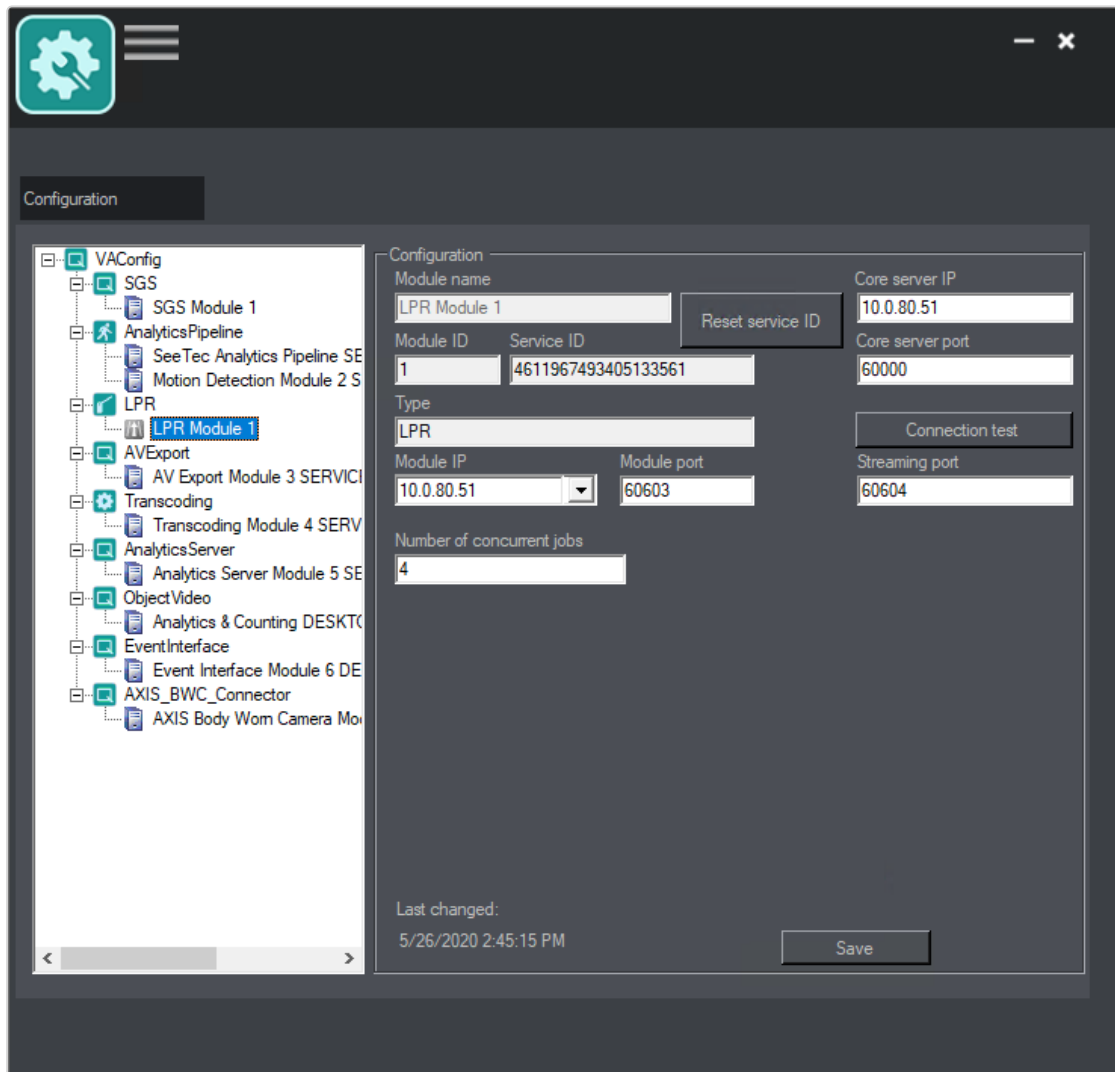 Configuration
VAConfig
SGS
SGS Module 1
AnalyticsPipeline
SeeTec Analytics Pipeline SE
Motion Detection Module 2 S
LPR
LPR Module 1
AVExport
AV Export Module 3 SERVICI
Transcoding
Transcoding Module 4 SERV
AnalyticsServer
Analytics Server Module 5 SE
ObjectVideo
Analytics & Counting DESKT(
EventInterface
Event Interface Module 6 DE
AXIS_BWC_Connector
AXIS Body Worn Camera Mo
Configuration
Module name
LPR Module 1
Reset service ID
Core server IP
10.0.80.51
Module ID
Service ID
1
4611967493405133561
Core server port
60000
Type
LPR
Connection test
Module IP
Module port
Streaming port
10.0.80.51
60603
60604
Number of concurrent jobs
4
Last changed:
5/26/2020 2:45:15 PM
Save